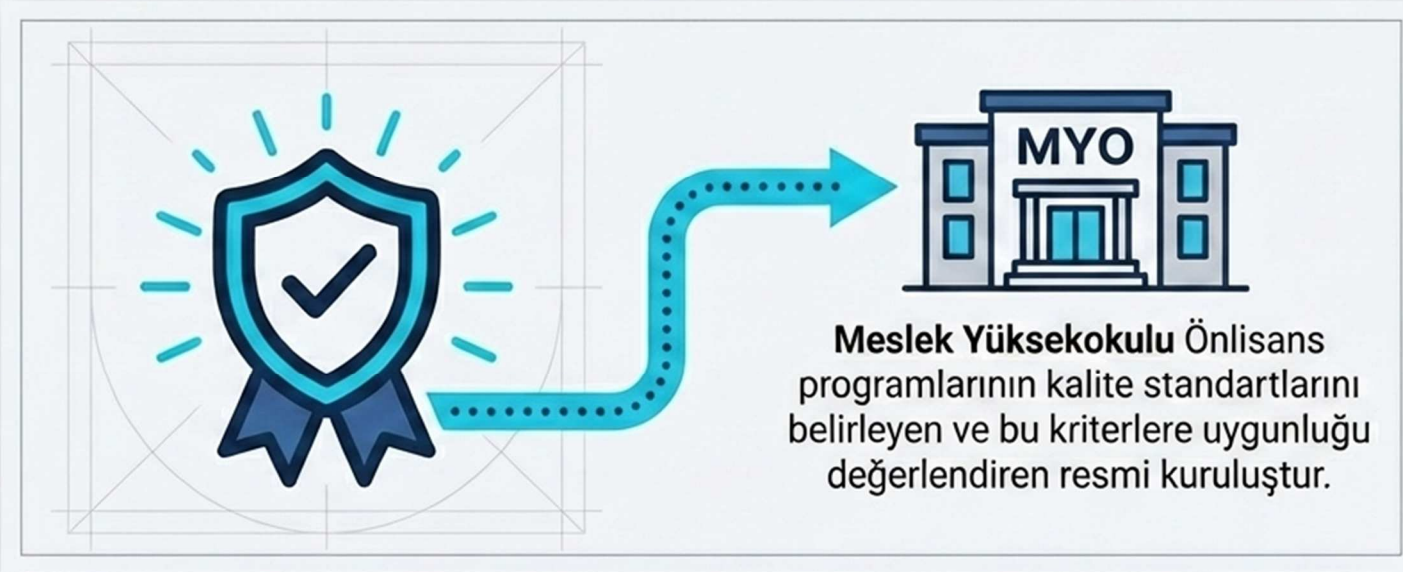 MYO
Meslek Yüksekokulu Önlisans
programlarının kalite standartlarını
belirleyen ve bu kriterlere uygunluğu
değerlendiren resmi kuruluştur.